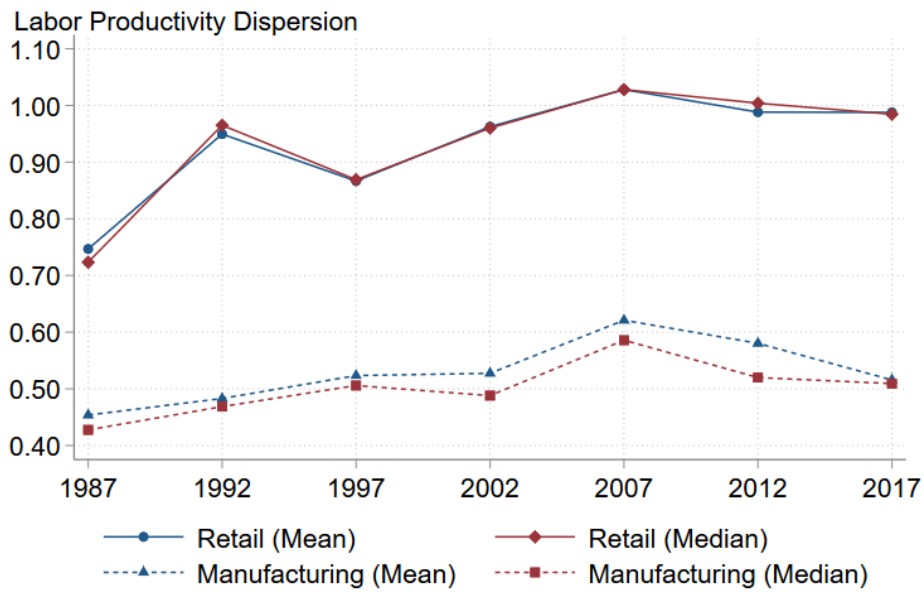 Labor Productivity Dispersion
1.10
1.00
0.90
0.80
0.70
0.60
0.50
0.40
1987 1992 1997 2002 2007 2012 2017
Retail (Mean) Retail (Median)
Manufacturing (Mean) Manufacturing (Median)